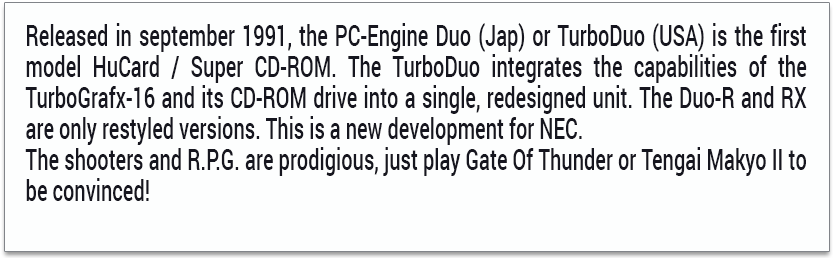 Released in september 1991, the PC-Engine Duo (Jap) or TurboDuo (USA) is the first
model HuCard / Super CD-ROM. The TurboDuo integrates the capabilities of the
TurboGrafx-16 and its CD-ROM drive into a single, redesigned unit. The Duo-R and RX
are only restyled versions. This is a new development for NEC.
The shooters and R.P.G. are prodigious, just play Gate Of Thunder or Tengai Makyo II to
be convinced!